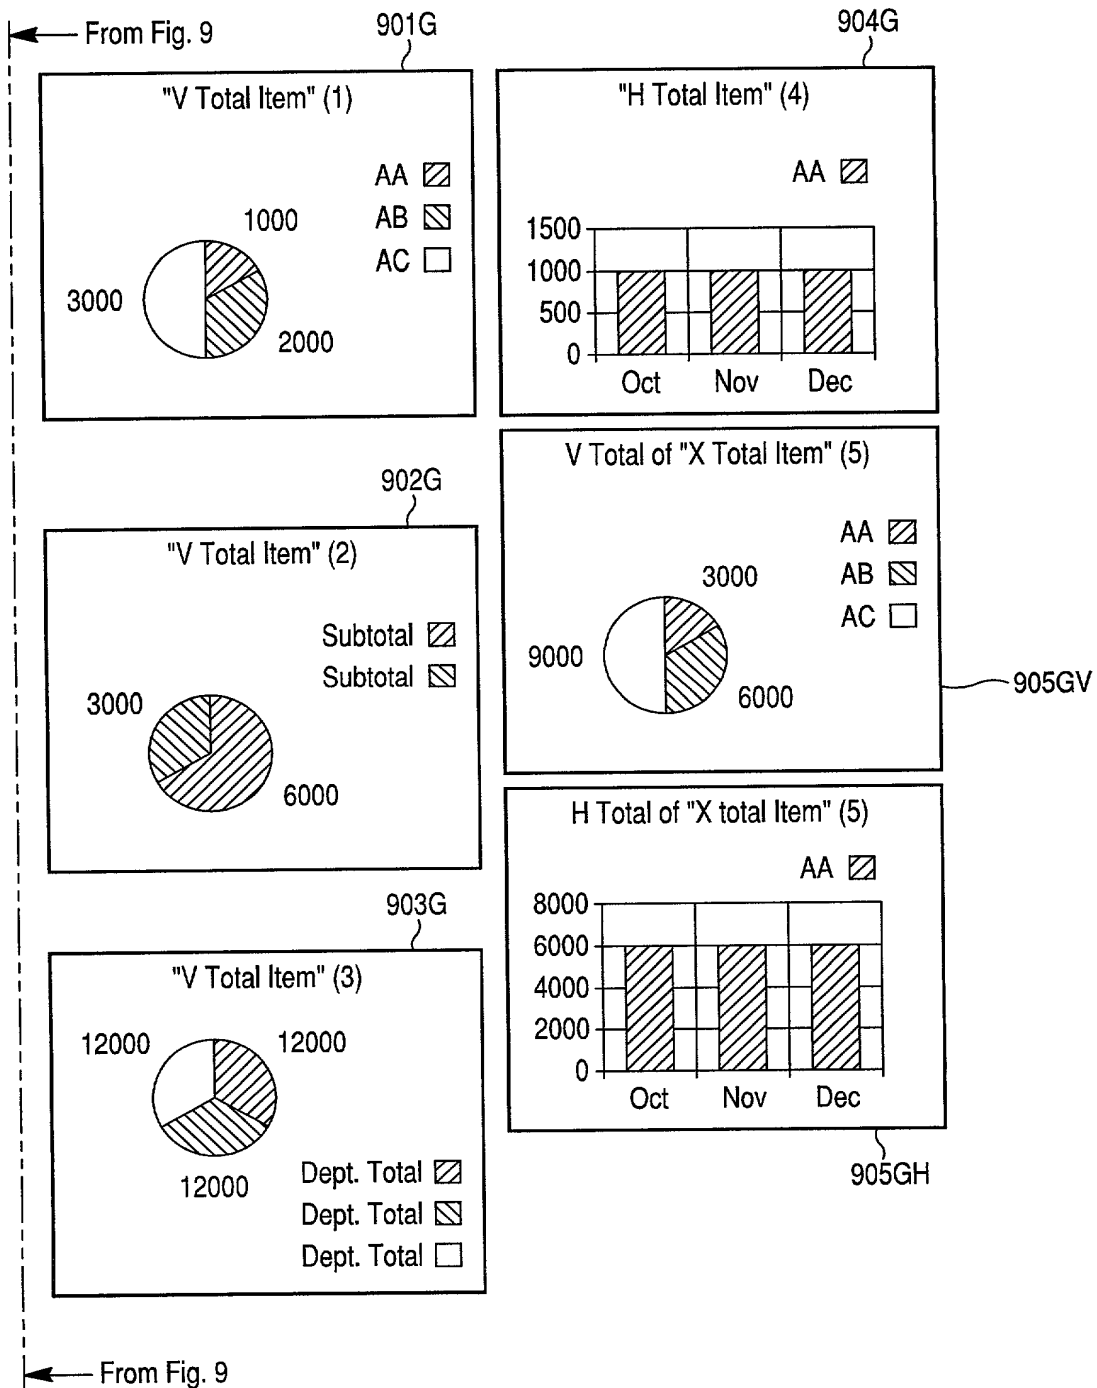 From Fig. 9
901G
"V Total Item" (1)
AA
AB
AC
1000
3000
2000
902G
"V Total Item" (2)
Subtotal
Subtotal
3000
6000
903G
"V Total Item" (3)
12000
12000
12000
Dept. Total
Dept. Total
Dept. Total
904G
"H Total Item" (4)
AA
1500
1000
500
0
Oct Nov Dec
V Total of "X Total Item" (5)
AA
AB
AC
3000
9000
6000
905GV
H Total of "X total Item" (5)
AA
8000
6000
4000
2000
0
Oct Nov Dec
905GH
From Fig. 9